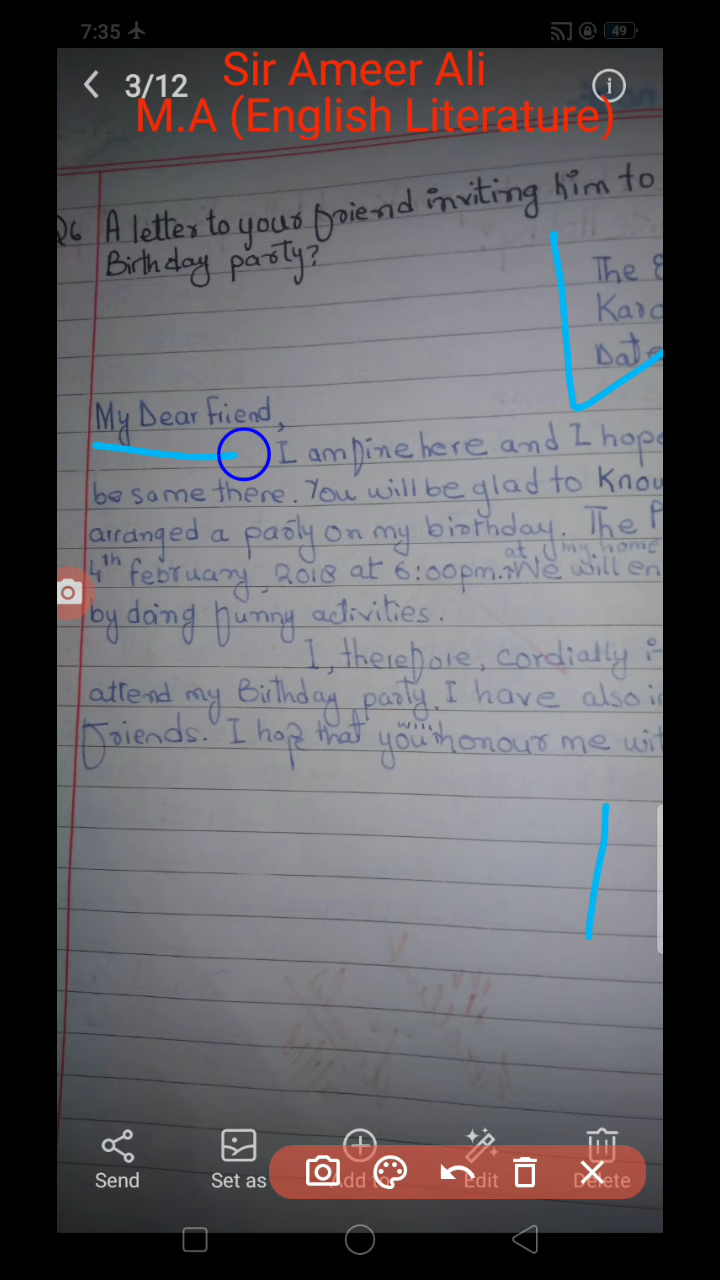 7:35
49
3/12
Sir Ameer Ali
M.A (English Literature)
Q6 A letter to your friend inviting him to
Birthday party?
The
Date
My Dear friend,
I am fine here and I hope
be same there. You will be glad to Know
arranged a party on my birthday. The
at my home
4th february, 2018 at 6:00pm. We will en
by doing funny activities.
I, therefore, cordially
attend my Birthday party. I have also
friends. I hope that you will honour me wit
Send
Set as
Add to
Edit
Delete